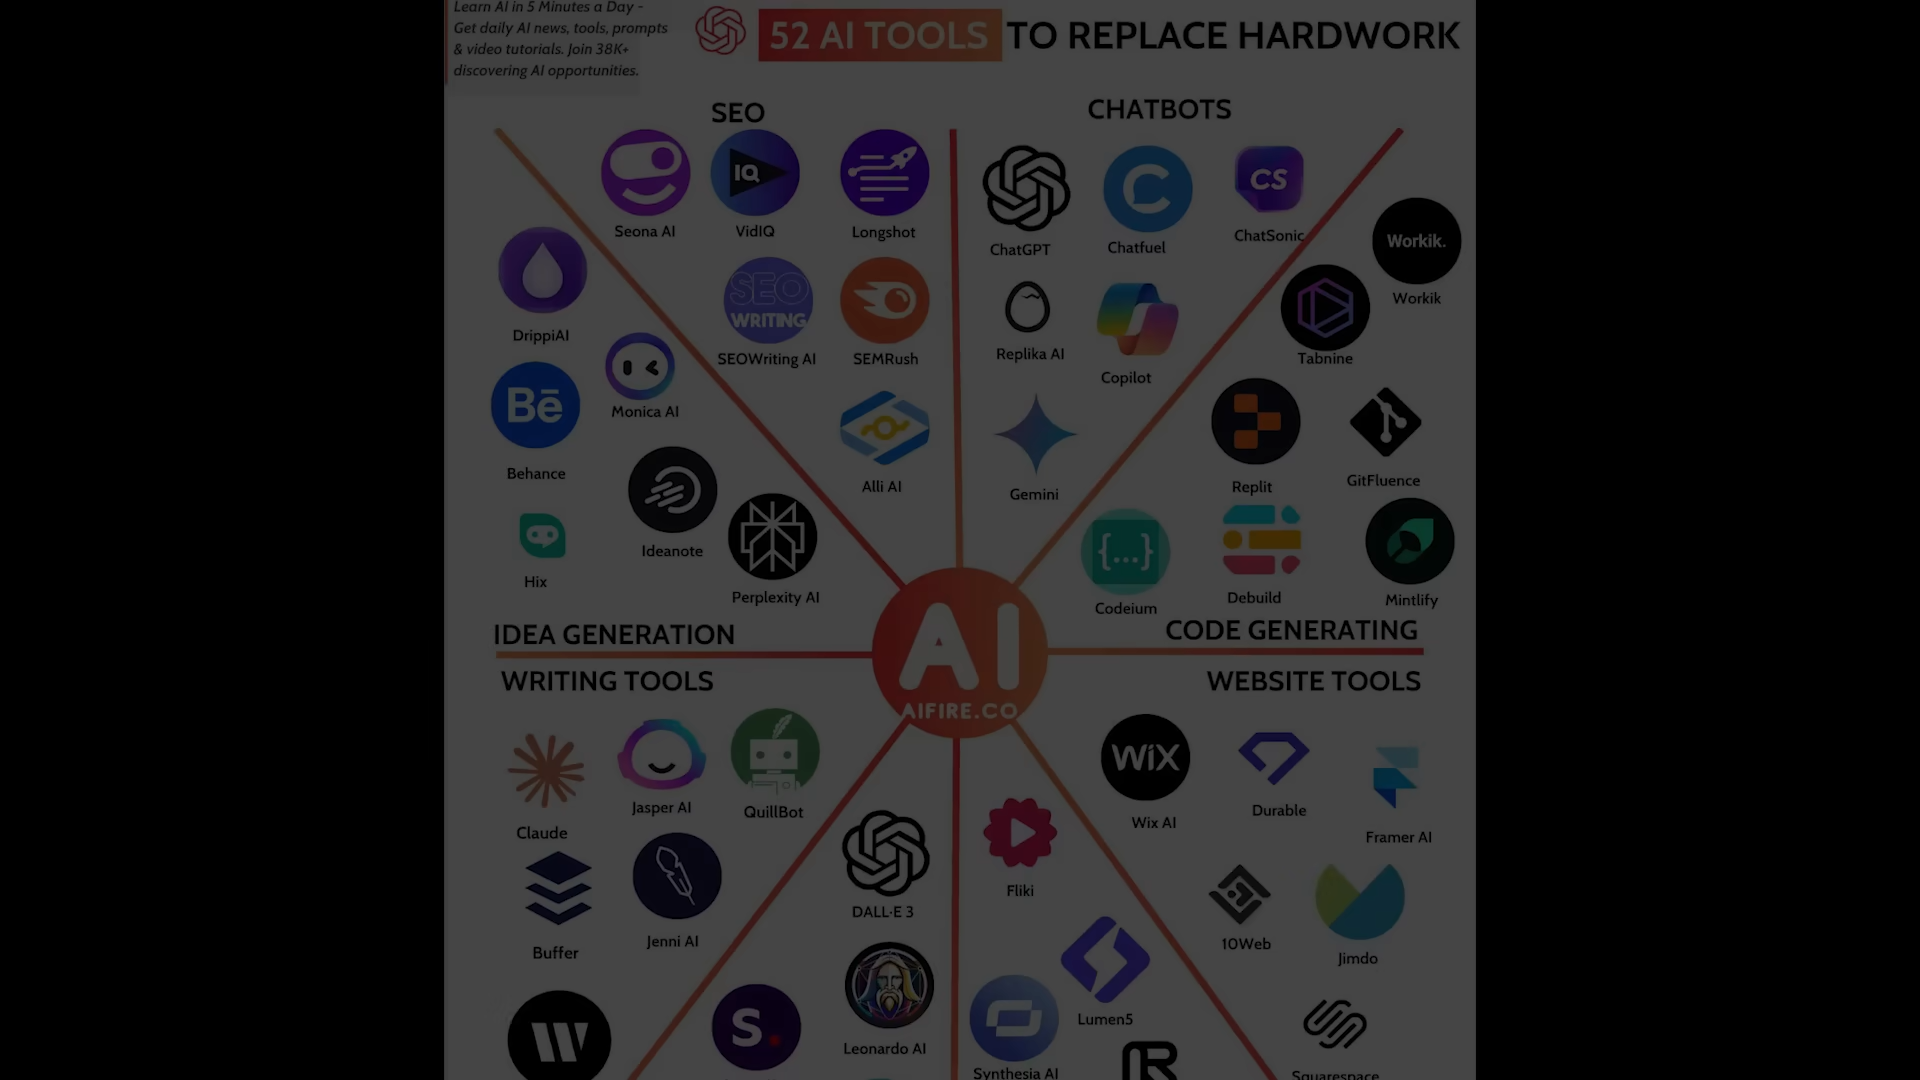 Learn AI in 5 Minutes a Day -
Get daily AI news, tools, prompts
& video tutorials. Join 38K+
discovering AI opportunities.
52 AI TOOLS TO REPLACE HARDWORK
SEO
Seona AI
IQ
VidIQ
Longshot
SEO
WRITING
SEOWriting AI
SEMRush
Alli AI
CHATBOTS
ChatGPT
Chatfuel
CS
ChatSonic
Replika AI
Copilot
Gemini
DrippiAI
Monica AI
Bē
Behance
Ideanote
Hix
Perplexity AI
IDEA GENERATION
Workik.
Workik
Tabnine
Replit
GitFluence
{...}
Codeium
Debuild
Mintlify
CODE GENERATING
AI
AIFIRE.CO
WRITING TOOLS
Claude
Jasper AI
QuillBot
Buffer
Jenni AI
WEBSITE TOOLS
WiX
Wix AI
Durable
Framer AI
10Web
Jimdo
Squarespace
DALL·E 3
Leonardo AI
S.
Fliki
Lumen5
Synthesia AI
R